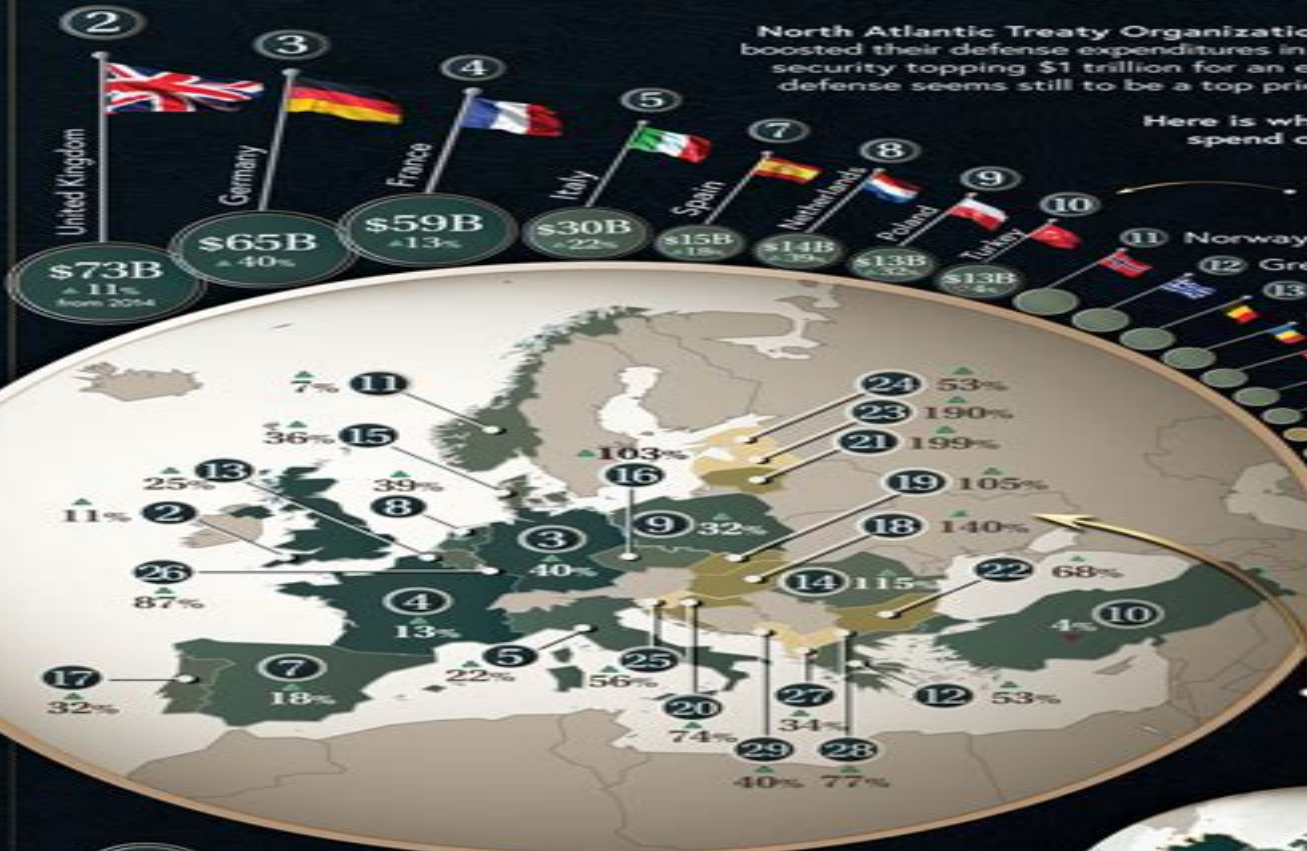 2
3
4
5
7
8
9
10
11 Norway
12 Gre
13
United Kingdom
Germany
France
Italy
Spain
Netherlands
Poland
Turkey
$73B
11%
from 2014
$65B
40%
$59B
13%
$30B
22%
$15B
18%
$14B
39%
$13B
32%
$13B
4%
North Atlantic Treaty Organizatio
boosted their defense expenditures in
security topping $1 trillion for an e
defense seems still to be a top pri
Here is wh
spend o
7% 11
36% 15
25% 13
11% 2
39%
8
26
87%
103%
16
24 53%
23 190%
21 199%
19 105%
18 140%
9 32%
3
40%
4
13%
14 115%
22 68%
4% 10
17
32%
7
18%
5
22%
25
56%
20
74%
27
34%
12 53%
29
40%
28
77%